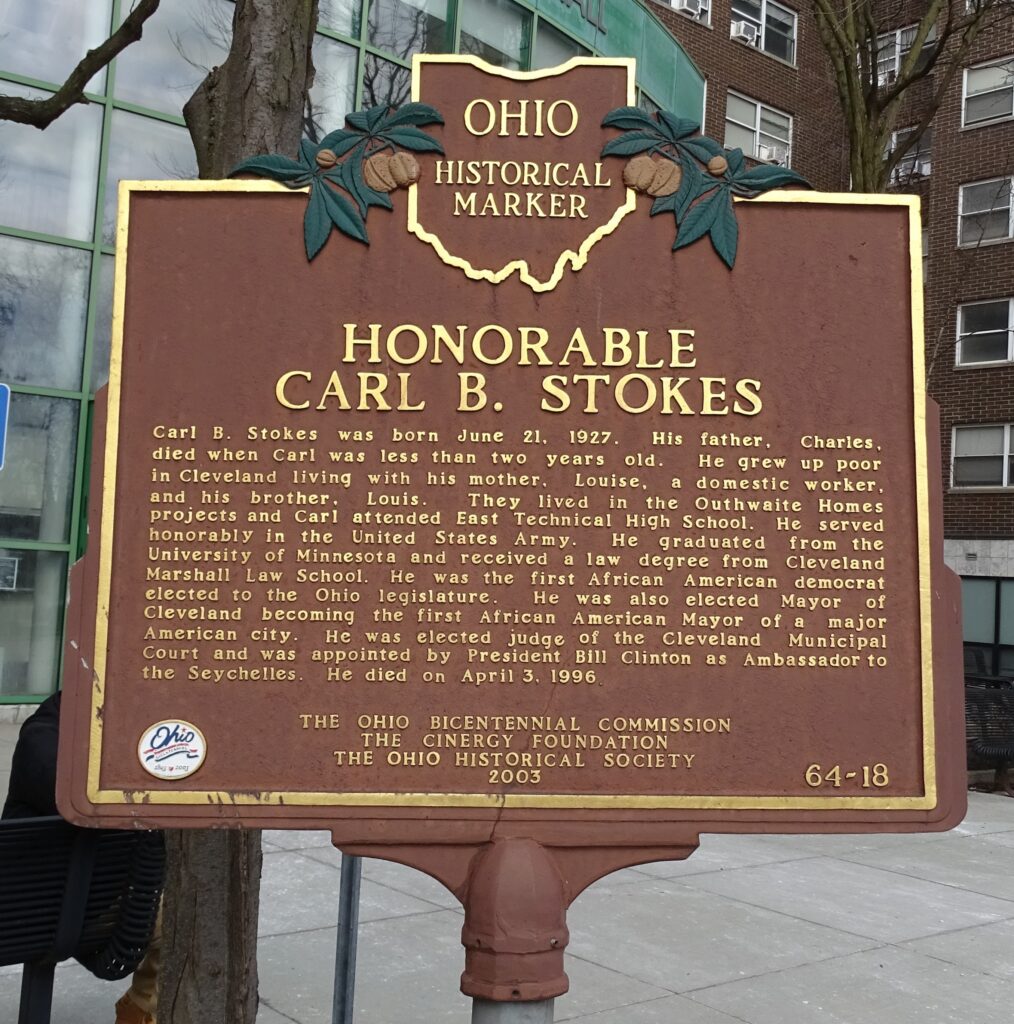 OHIO
HISTORICAL
MARKER
HONORABLE
CARL B. STOKES
Carl B. Stokes was born June 21, 1927. His father, Charles,
died when Carl was less than two years old. He grew up poor
in Cleveland living with his mother, Louise, a domestic worker,
and his brother, Louis. They lived in the Outhwaite Homes
projects and Carl attended East Technical High School. He served
honorably in the United States Army. He graduated from the
University of Minnesota and received a law degree from Cleveland
Marshall Law School. He was the first African American democrat
elected to the Ohio legislature. He was also elected Mayor of
Cleveland becoming the first African American Mayor of a major
American city. He was elected judge of the Cleveland Municipal
Court and was appointed by President Bill Clinton as Ambassador to
the Seychelles. He died on April 3, 1996.
THE OHIO BICENTENNIAL COMMISSION
THE CINERGY FOUNDATION
THE OHIO HISTORICAL SOCIETY
2003
64-18
Ohio
1803 2003